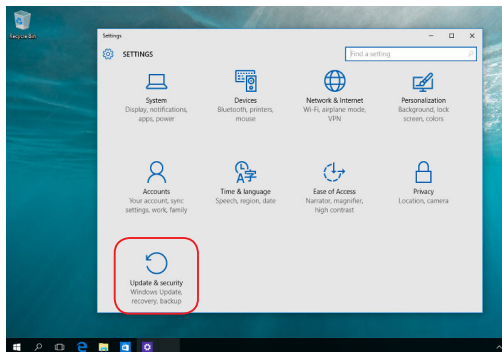 Recycle Bin
Settings
SETTINGS
Find a setting
System
Display, notifications,
apps, power
Devices
Bluetooth, printers,
mouse
Network & Internet
Wi-Fi, airplane mode,
VPN
Personalization
Background, lock
screen, colors
Accounts
Your account, sync
settings, work, family
Time & language
Speech, region, date
Ease of Access
Narrator, magnifier,
high contrast
Privacy
Location, camera
Update & security
Windows Update,
recovery, backup